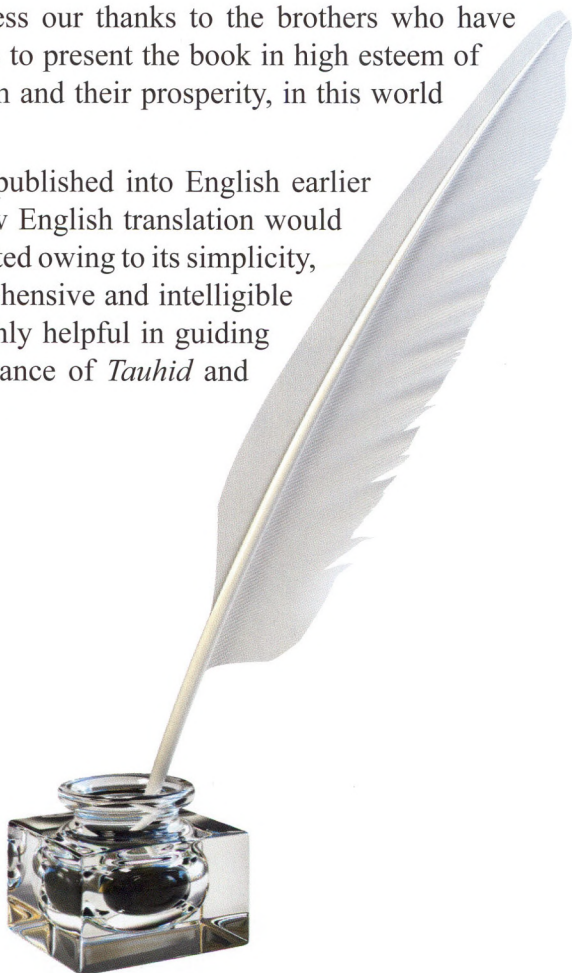 ess our thanks to the brothers who have
to present the book in high esteem of
n and their prosperity, in this world
published into English earlier
w English translation would
ted owing to its simplicity,
ehensive and intelligible
nly helpful in guiding
ance of Tauhid and